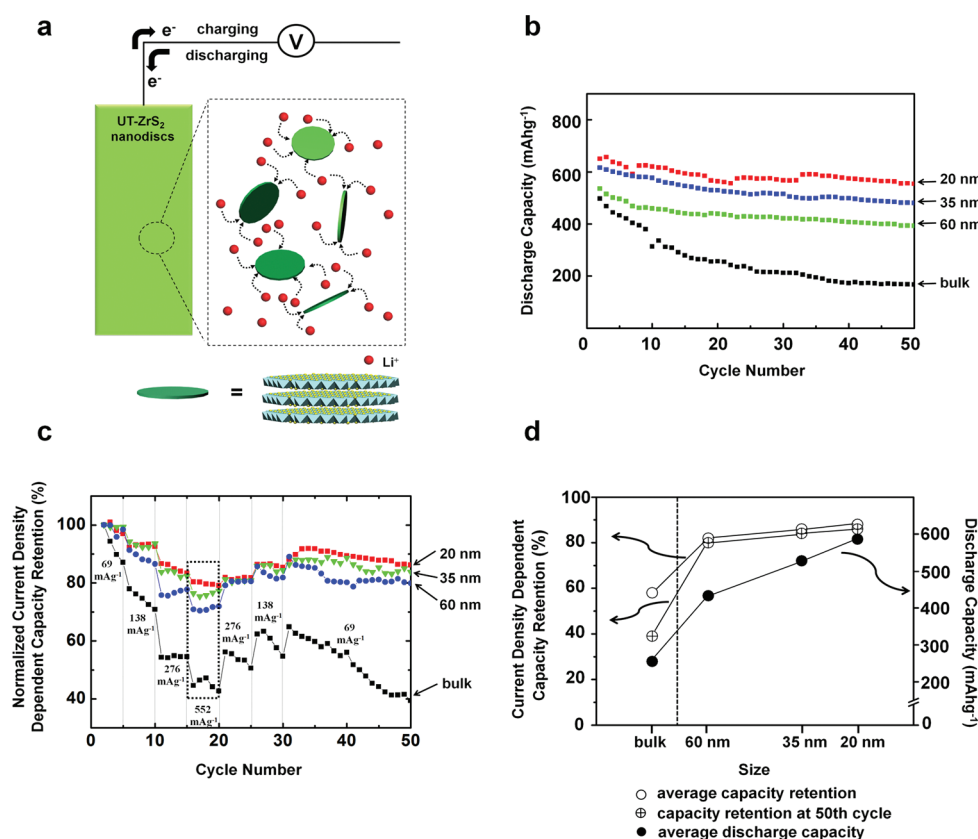 a
e-
charging
V
discharging
e-
UT-ZrS₂
nanodiscs
Li⁺
=
b
Discharge Capacity (mAhg⁻¹)
800
600
400
200
0
10
20
30
40
50
Cycle Number
20 nm
35 nm
60 nm
bulk
c
Normalized Current Density
Dependent Capacity Retention (%)
100
80
60
40
0
10
20
30
40
50
Cycle Number
69
mAg⁻¹
138
mAg⁻¹
276
mAg⁻¹
552
mAg⁻¹
276
mAg⁻¹
138
mAg⁻¹
69
mAg⁻¹
20 nm
35 nm
60 nm
bulk
d
Current Density Dependent
Capacity Retention (%)
100
80
60
40
20
0
bulk
60 nm
35 nm
20 nm
Size
600
500
400
300
200
0
Discharge Capacity (mAhg⁻¹)
average capacity retention
capacity retention at 50th cycle
average discharge capacity